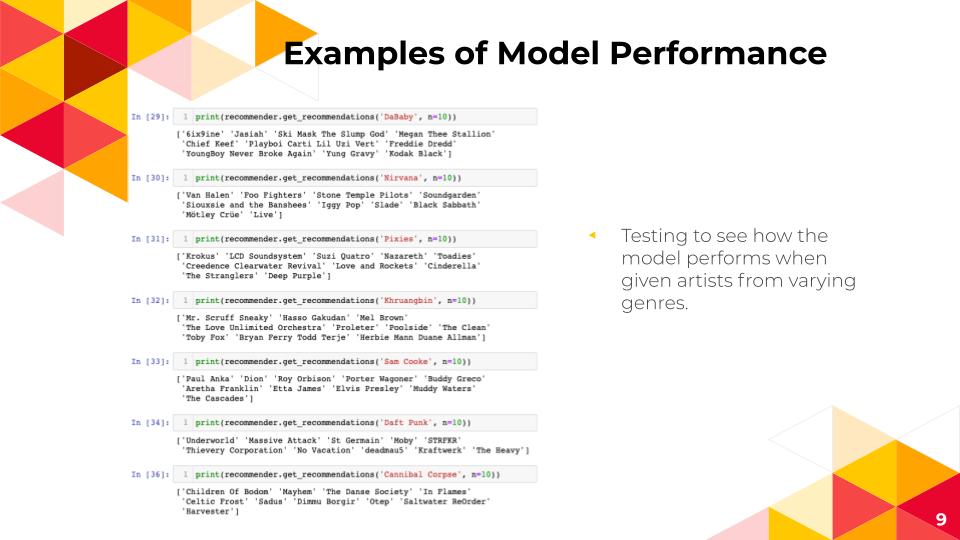 Examples of Model Performance
In [29]: 1 print(recommender.get_recommendations('DaBaby', n=10))
['6ix9ine' 'Jasiah' 'Ski Mask The Slump God' 'Megan Thee Stallion'
'Chief Keef' 'Playboi Carti Lil Uzi Vert' 'Freddie Dredd'
'YoungBoy Never Broke Again' 'Yung Gravy' 'Kodak Black']
In [30]: 1 print(recommender.get_recommendations('Nirvana', n=10))
['Van Halen' 'Foo Fighters' 'Stone Temple Pilots' 'Soundgarden'
'Siouxsie and the Banshees' 'Iggy Pop' 'Slade' 'Black Sabbath'
'Mötley Crüe' 'Live']
In [31]: 1 print(recommender.get_recommendations('Pixies', n=10))
['Krokus' 'LCD Soundsystem' 'Suzi Quatro' 'Nazareth' 'Toadies'
'Creedence Clearwater Revival' 'Love and Rockets' 'Cinderella'
'The Stranglers' 'Deep Purple']
In [32]: 1 print(recommender.get_recommendations('Khruangbin', n=10))
['Mr. Scruff Sneaky' 'Hasso Gakudan' 'Mel Brown'
'The Love Unlimited Orchestra' 'Proleter' 'Poolside' 'The Clean'
'Toby Fox' 'Bryan Ferry Todd Terje' 'Herbie Mann Duane Allman']
In [33]: 1 print(recommender.get_recommendations('Sam Cooke', n=10))
['Paul Anka' 'Dion' 'Roy Orbison' 'Porter Wagoner' 'Buddy Greco'
'Aretha Franklin' 'Etta James' 'Elvis Presley' 'Muddy Waters'
'The Cascades']
In [34]: 1 print(recommender.get_recommendations('Daft Punk', n=10))
['Underworld' 'Massive Attack' 'St Germain' 'Moby' 'STRFKR'
'Thievery Corporation' 'No Vacation' 'deadmau5' 'Kraftwerk' 'The Heavy']
In [36]: 1 print(recommender.get_recommendations('Cannibal Corpse', n=10))
['Children Of Bodom' 'Mayhem' 'The Danse Society' 'In Flames'
'Celtic Frost' 'Sadus' 'Dimmu Borgir' 'Otep' 'Saltwater ReOrder'
'Harvester']
Testing to see how the
model performs when
given artists from varying
genres.
9